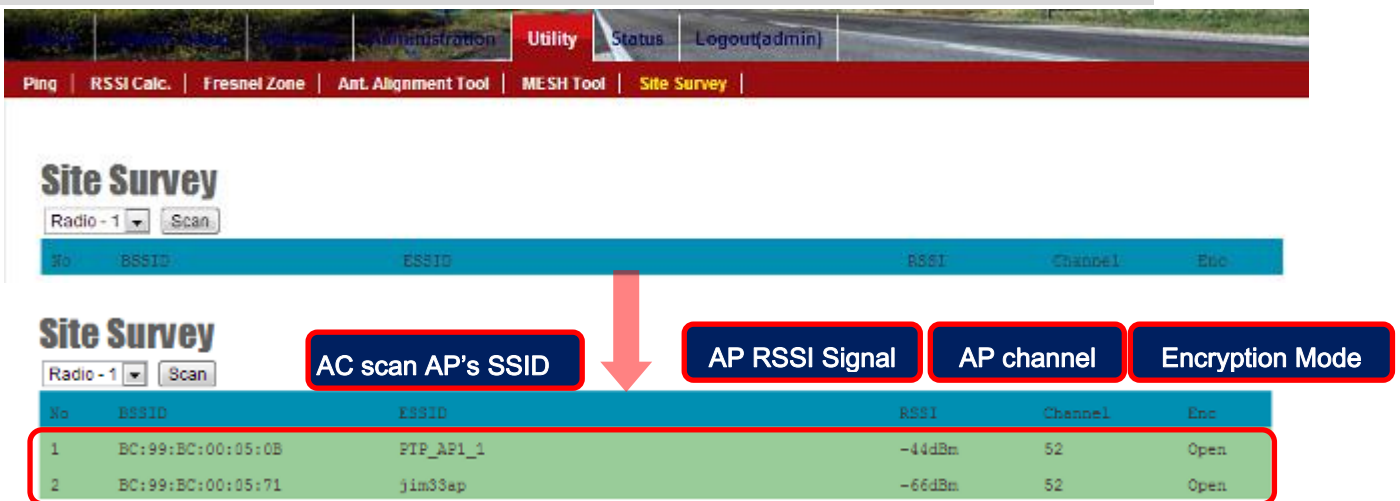 Administration Utility Status Logout(admin)
Ping | RSSI Calc. | Fresnel Zone | Ant. Alignment Tool | MESH Tool | Site Survey |
Site Survey
Radio - 1 Scan
No BSSID ESSID RSSI Channel Enc
Site Survey
AC scan AP's SSID AP RSSI Signal AP channel Encryption Mode
Radio - 1 Scan
No BSSID ESSID RSSI Channel Enc
1 BC:99:BC:00:05:0B PTP_AP1_1 -44dBm 52 Open
2 BC:99:BC:00:05:71 jim33ap -66dBm 52 Open